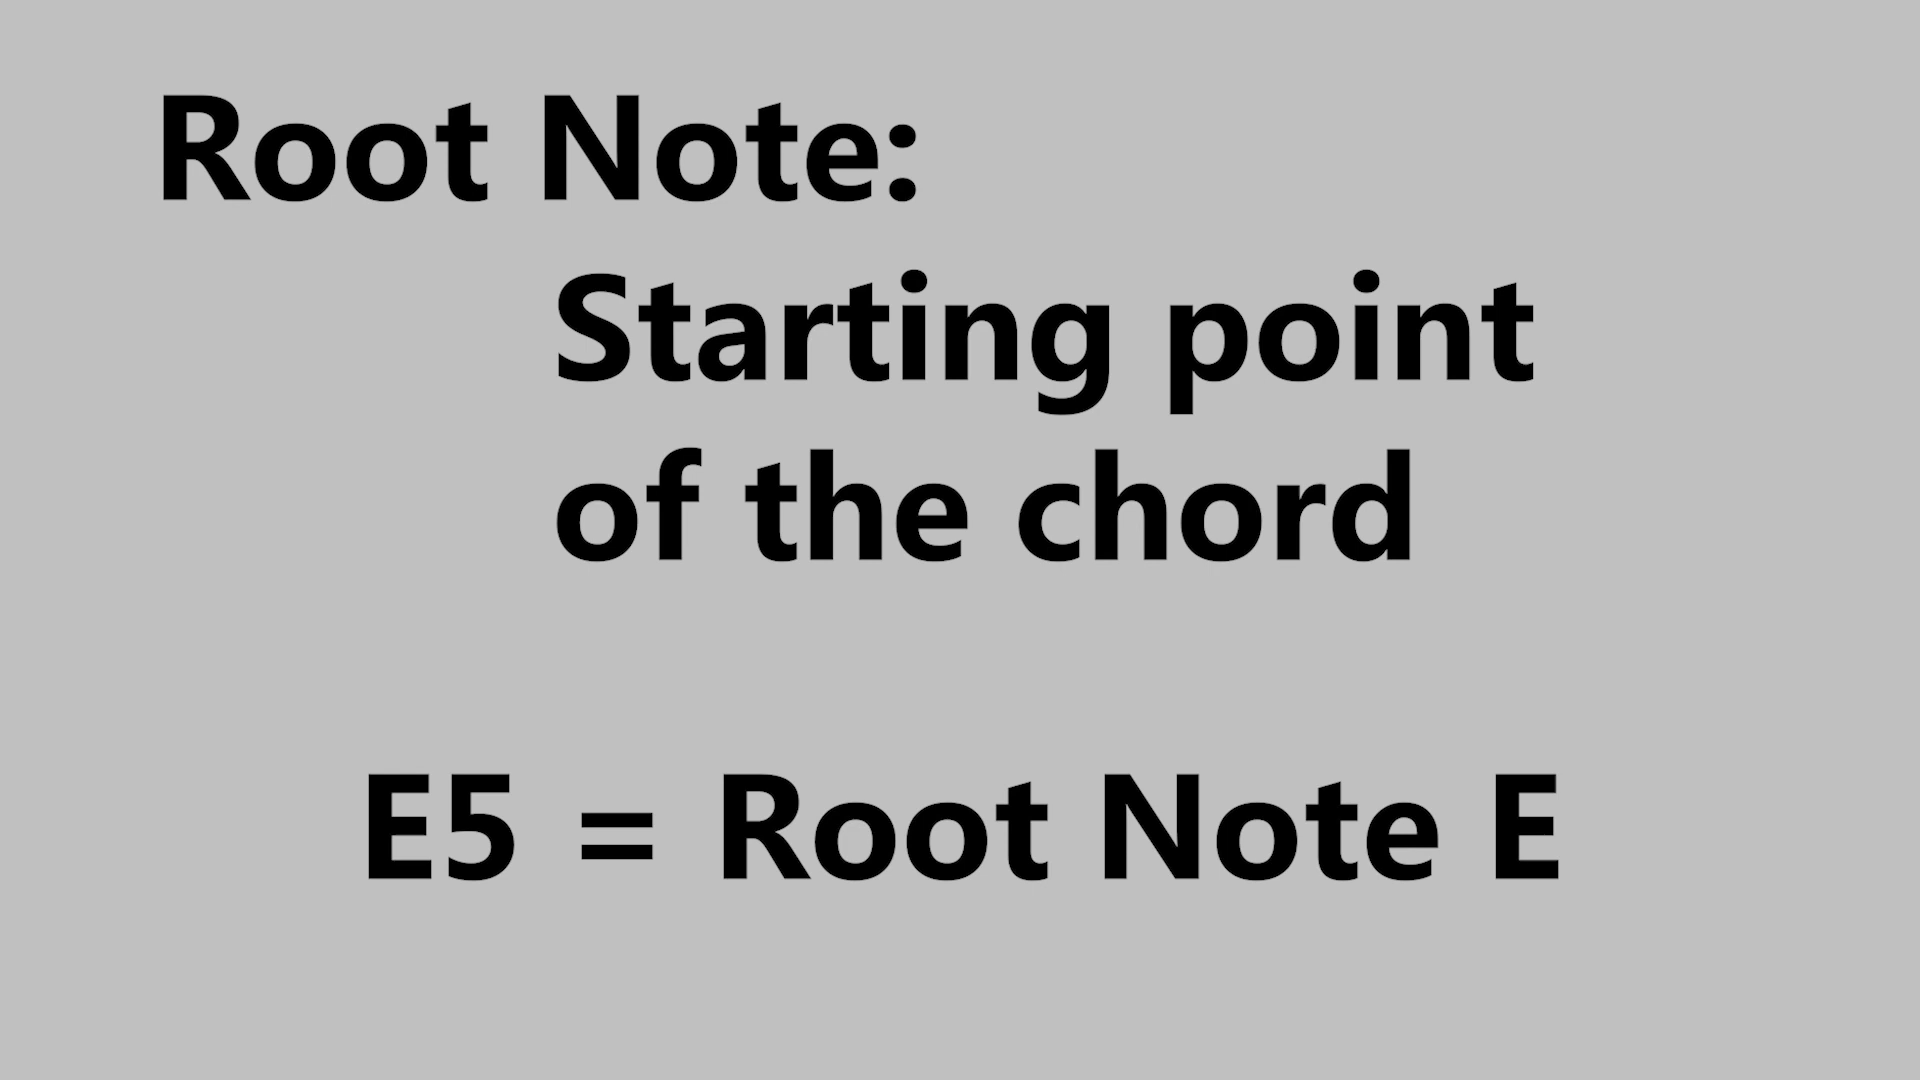 Root Note:
Starting point
of the chord
E5 = Root Note E